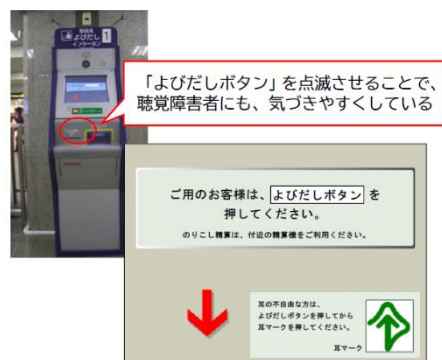 よびだし
インターホン
1
「よびだしボタン」を点滅させることで、
聴覚障害者にも、気づきやすくしている
ご用のお客様は、よびだしボタン を
押してください。
のりこし精算は、付近の精算機をご利用ください。
耳の不自由な方は、
よびだしボタンを押してから
耳マークを押してください。
耳マーク